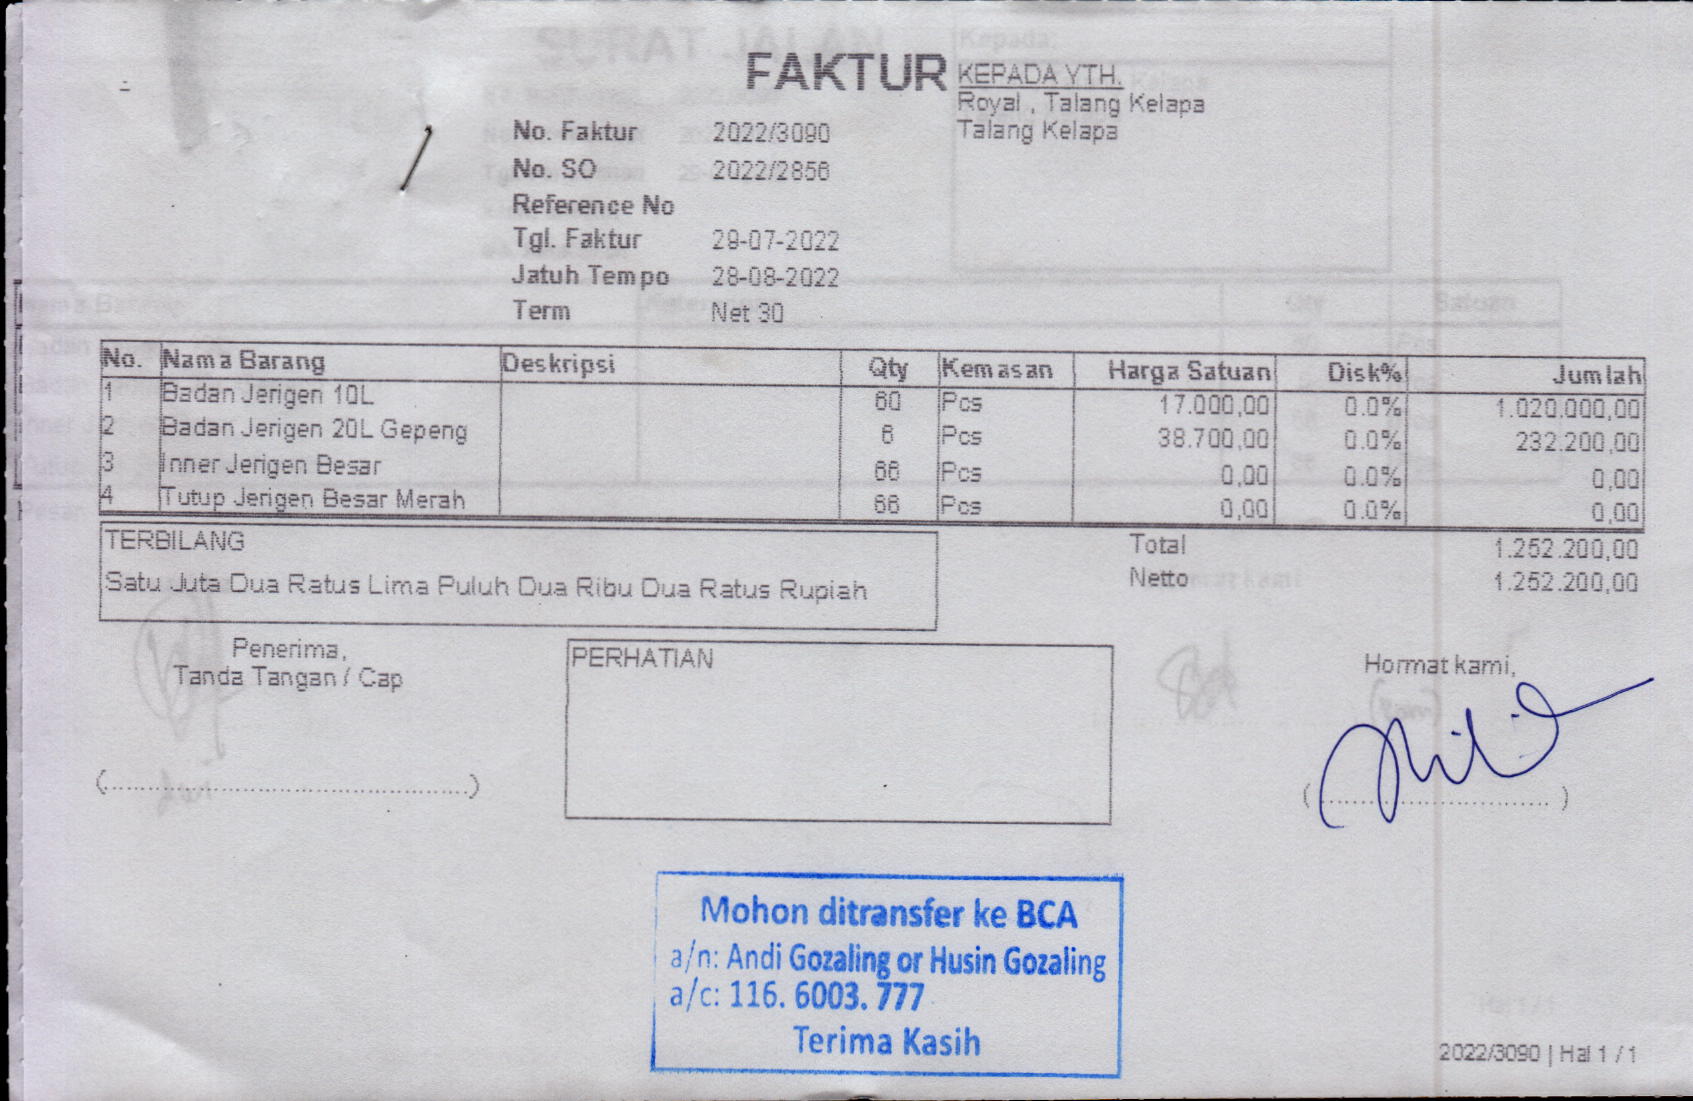 FAKTUR
KEPADA YTH.
Royal , Talang Kelapa
Talang Kelapa
No. Faktur 2022/3090
No. SO 2022/2856
Reference No
Tgl. Faktur 29-07-2022
Jatuh Tempo 28-08-2022
Term Net 30
No. Nama Barang Deskripsi Qty Kemasan Harga Satuan Disk% Jumlah
1 Badan Jerigen 10L 60 Pcs 17.000,00 0.0% 1.020.000,00
2 Badan Jerigen 20L Gepeng 6 Pcs 38.700,00 0.0% 232.200,00
3 Inner Jerigen Besar 66 Pcs 0,00 0.0% 0,00
4 Tutup Jerigen Besar Merah 66 Pcs 0,00 0.0% 0,00
TERBILANG
Satu Juta Dua Ratus Lima Puluh Dua Ribu Dua Ratus Rupiah
Total 1.252.200,00
Netto 1.252.200,00
Penerima,
Tanda Tangan / Cap
PERHATIAN
Hormat kami,
Mohon ditransfer ke BCA
a/n: Andi Gozaling or Husin Gozaling
a/c: 116. 6003. 777
Terima Kasih
2022/3090 | Hal 1 / 1